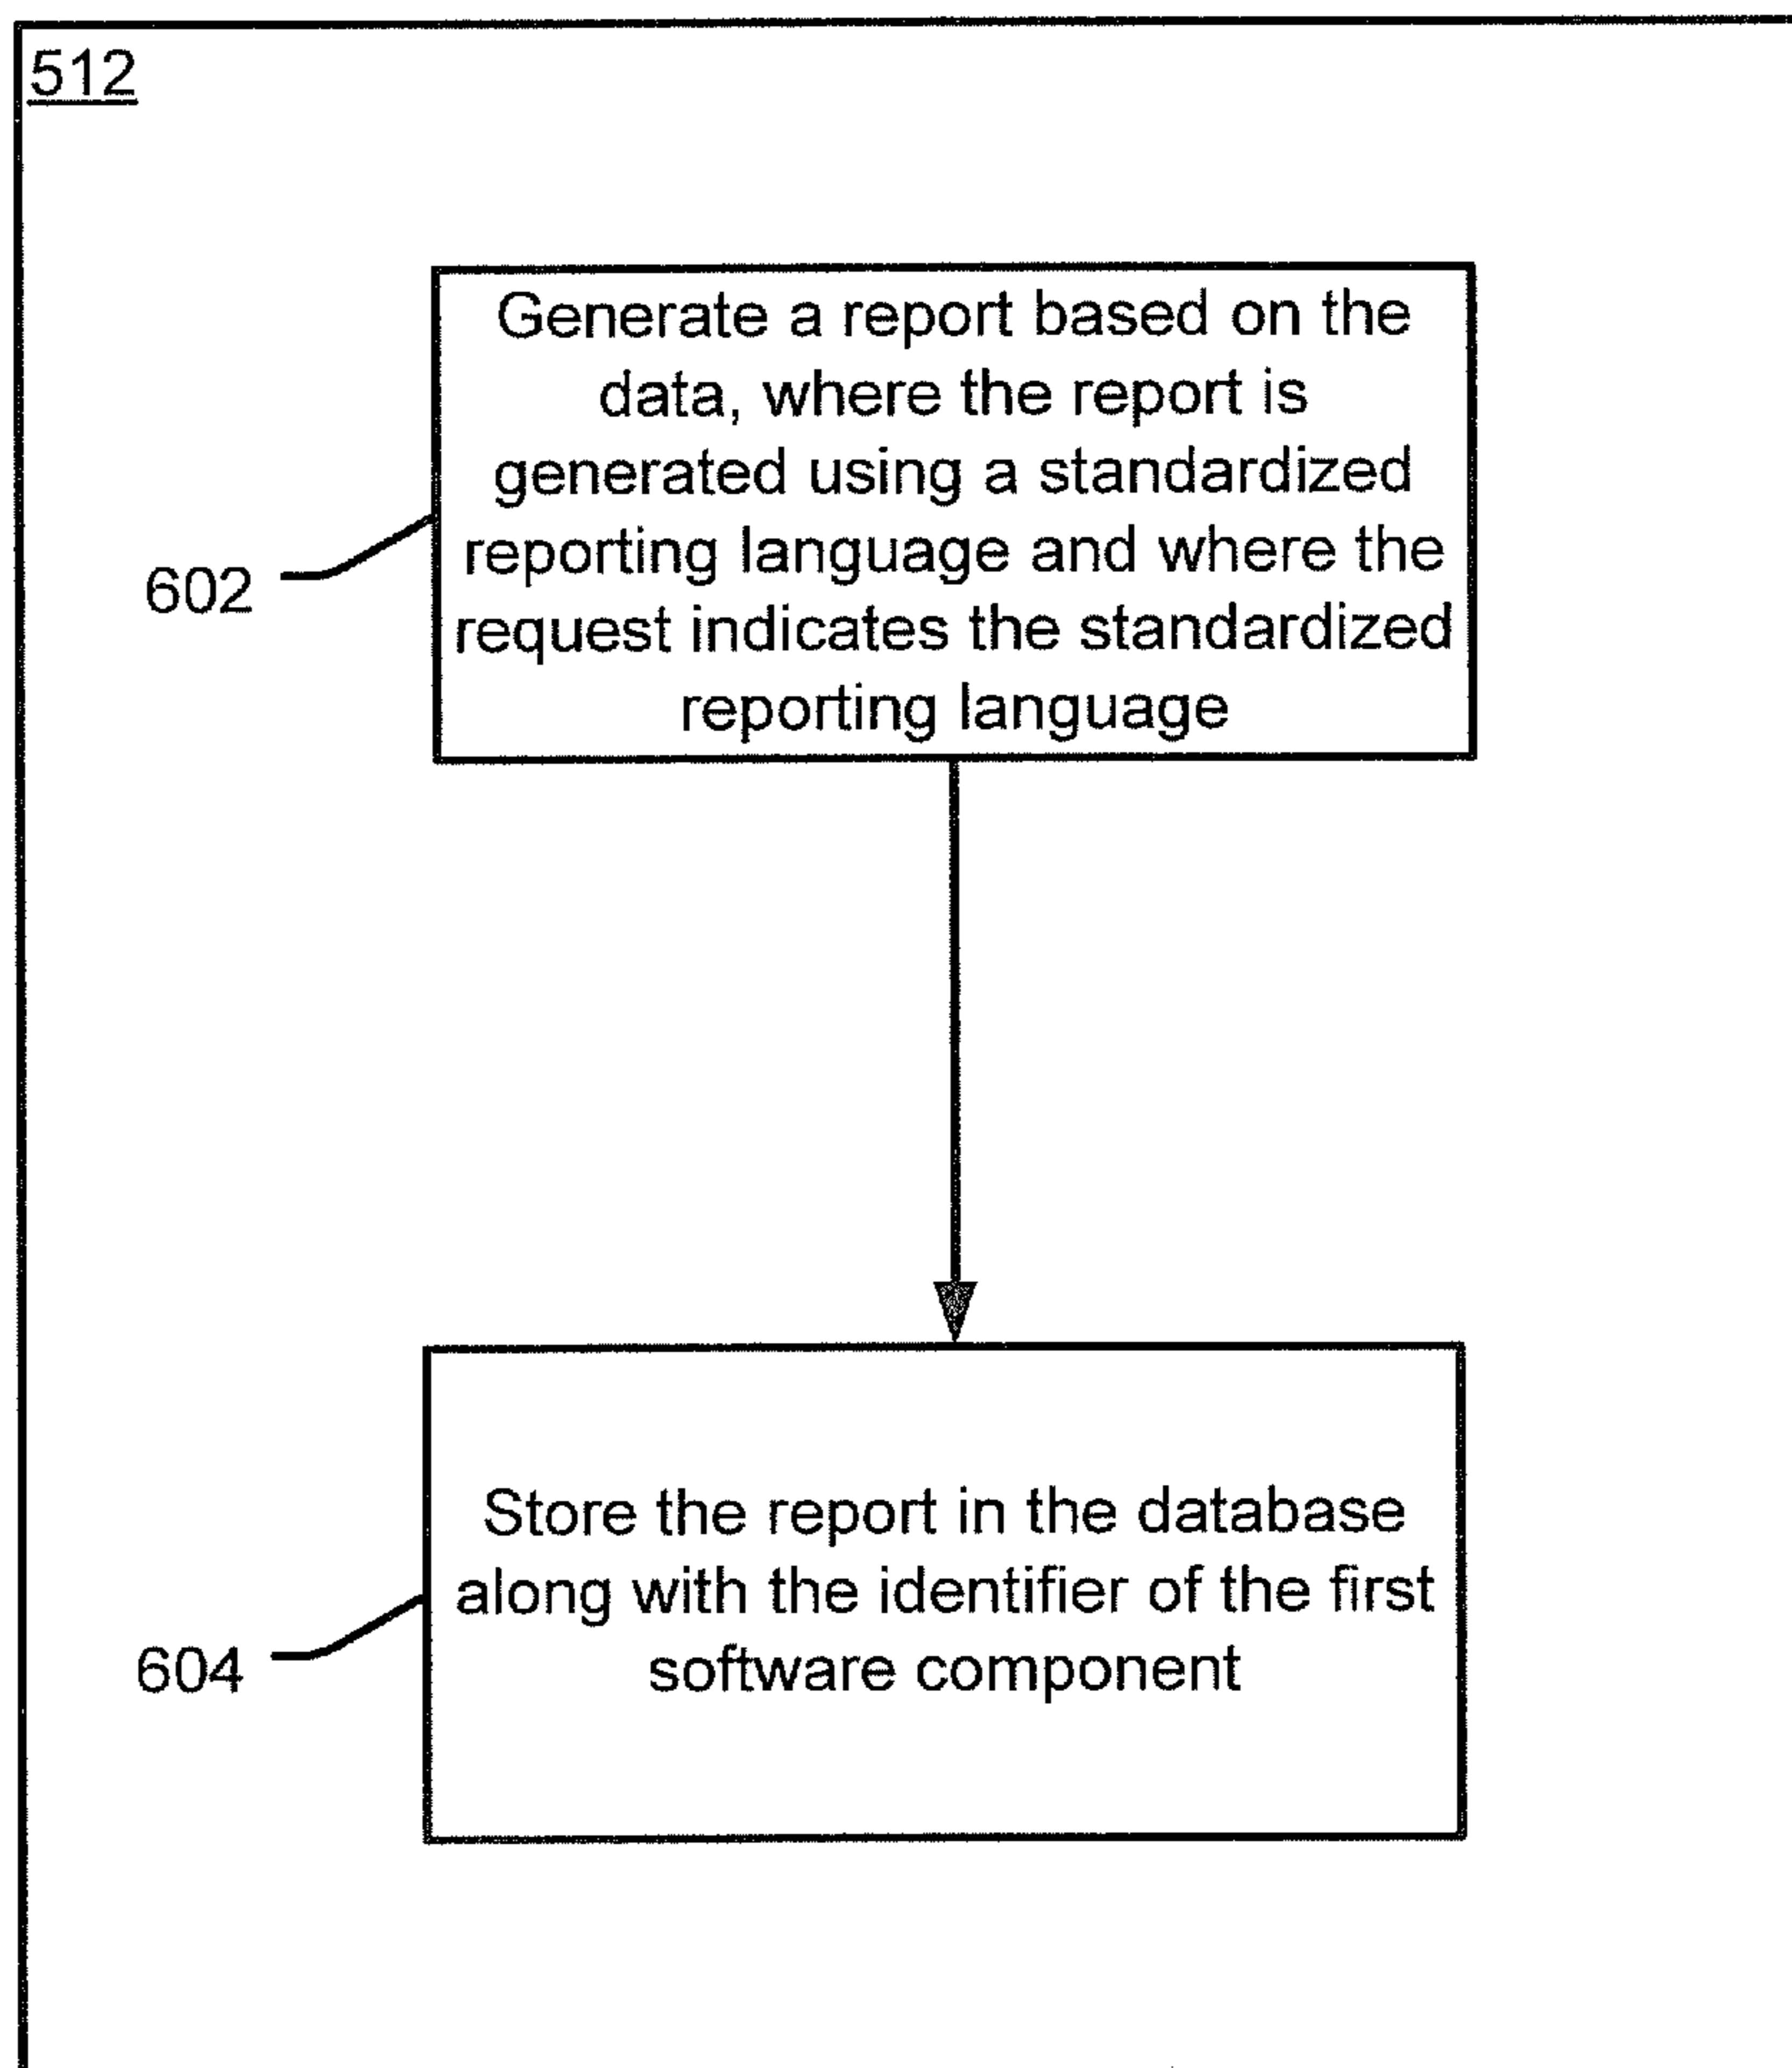 512
Generate a report based on the
data, where the report is
generated using a standardized
reporting language and where the
request indicates the standardized
reporting language
602
Store the report in the database
along with the identifier of the first
software component
604